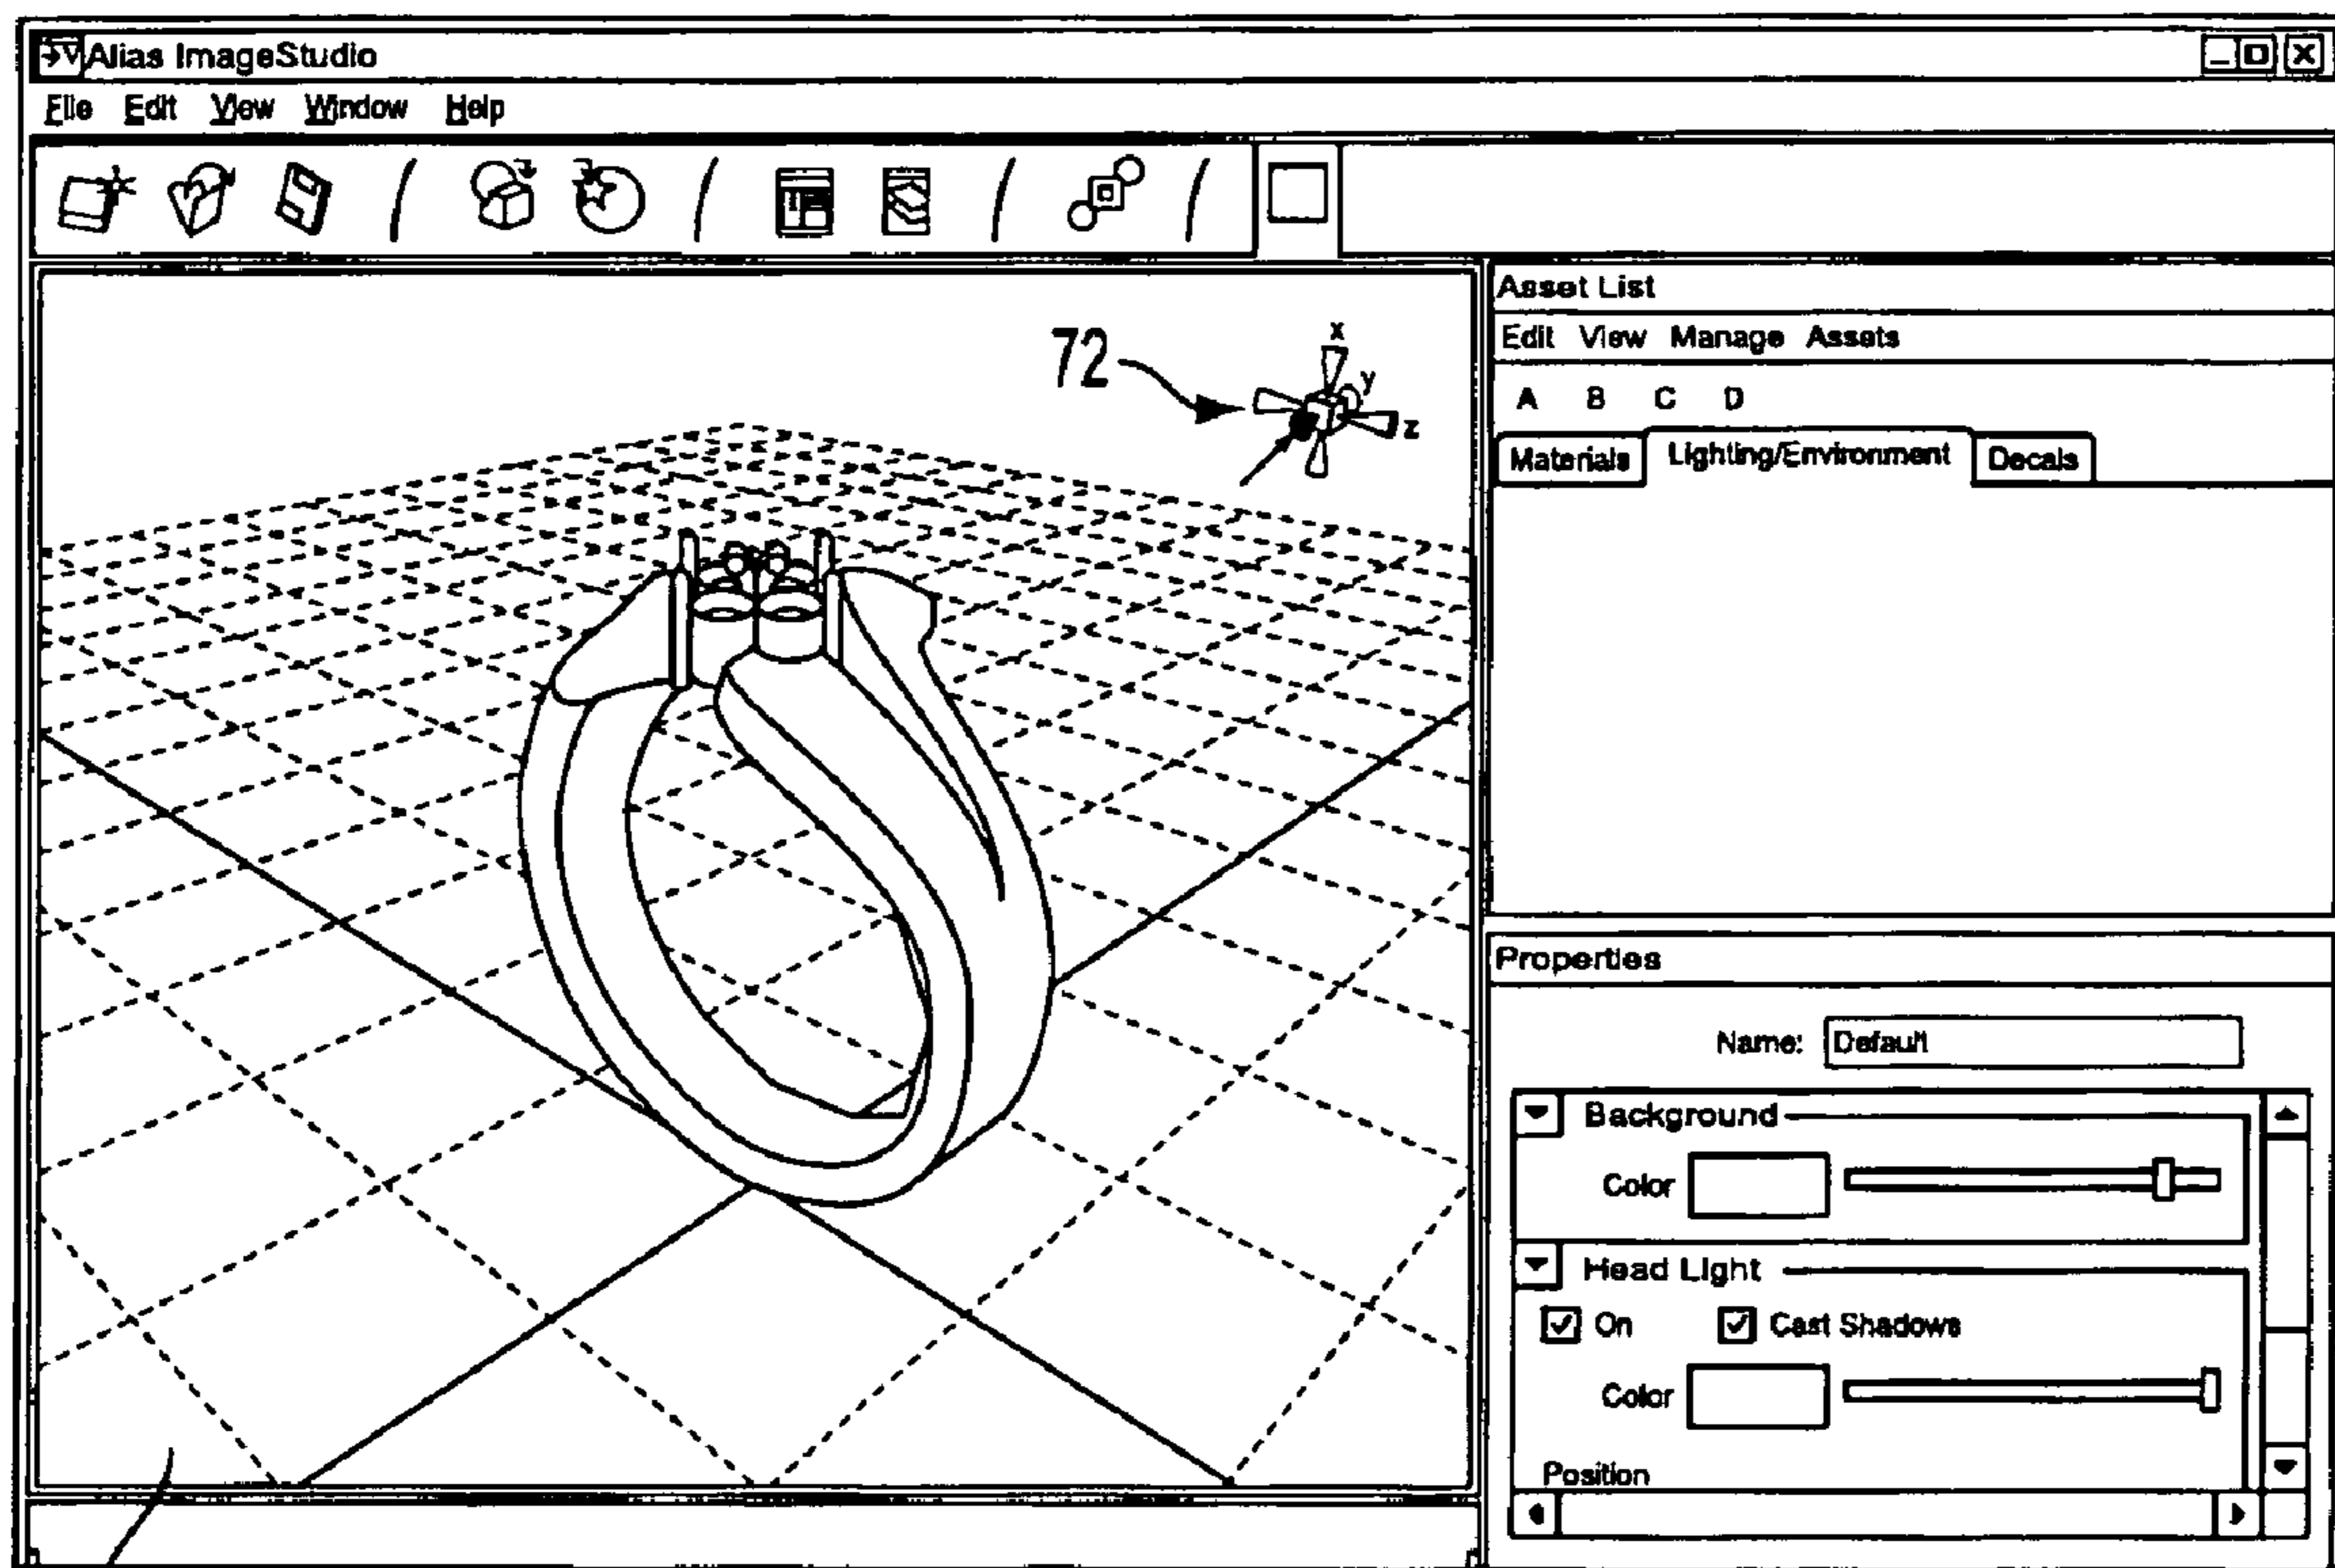 Alias ImageStudio
File Edit View Window Help
72
x
y
z
Asset List
Edit View Manage Assets
A B C D
Materials Lighting/Environment Decals
Properties
Name: Default
Background
Color
Head Light
On Cast Shadows
Color
Position